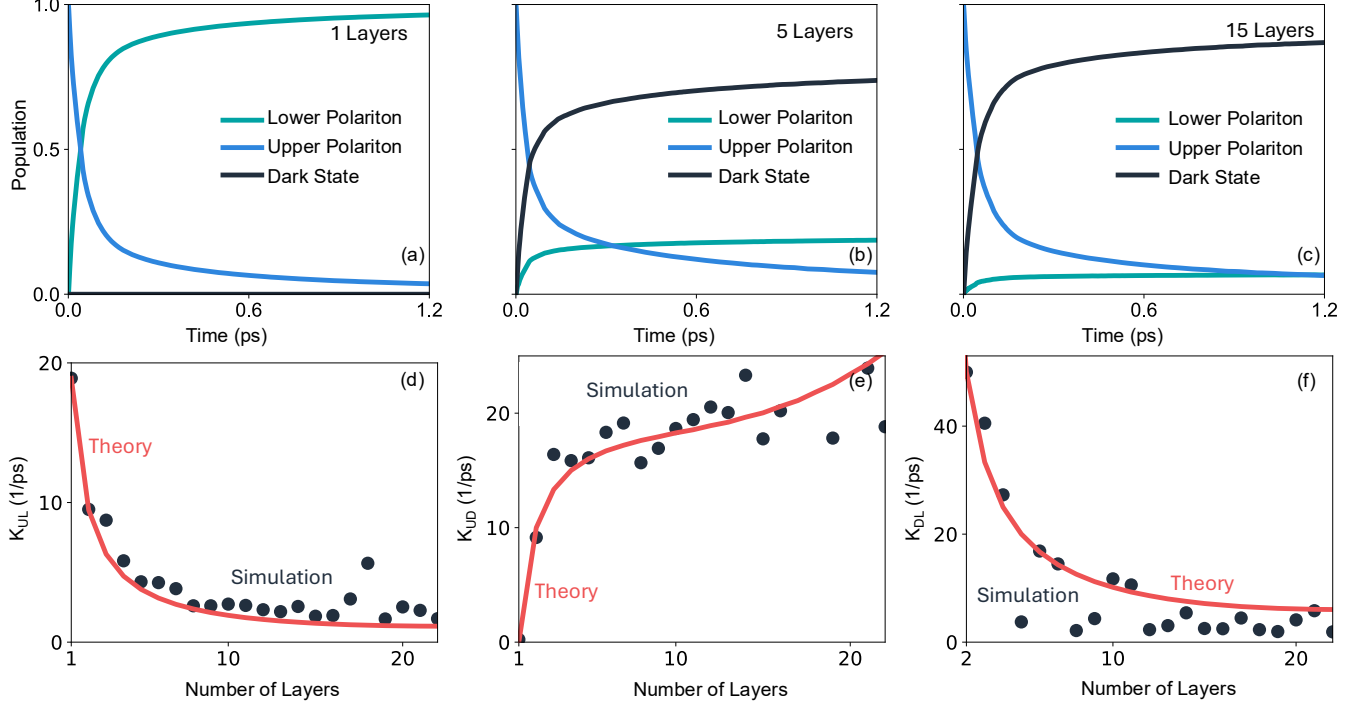 1.0
1 Layers
5 Layers
15 Layers
Population
0.5
Lower Polariton
Upper Polariton
Dark State
Lower Polariton
Upper Polariton
Dark State
Lower Polariton
Upper Polariton
Dark State
(a)
(b)
(c)
0.0
0.0
0.6
1.2
0.0
0.6
1.2
0.0
0.6
1.2
Time (ps)
Time (ps)
Time (ps)
20
10
0
K_UL (1/ps)
(d)
Theory
Simulation
1
10
20
Number of Layers
20
10
0
K_UD (1/ps)
(e)
Simulation
Theory
1
10
20
Number of Layers
40
20
0
K_DL (1/ps)
(f)
Theory
Simulation
2
10
20
Number of Layers